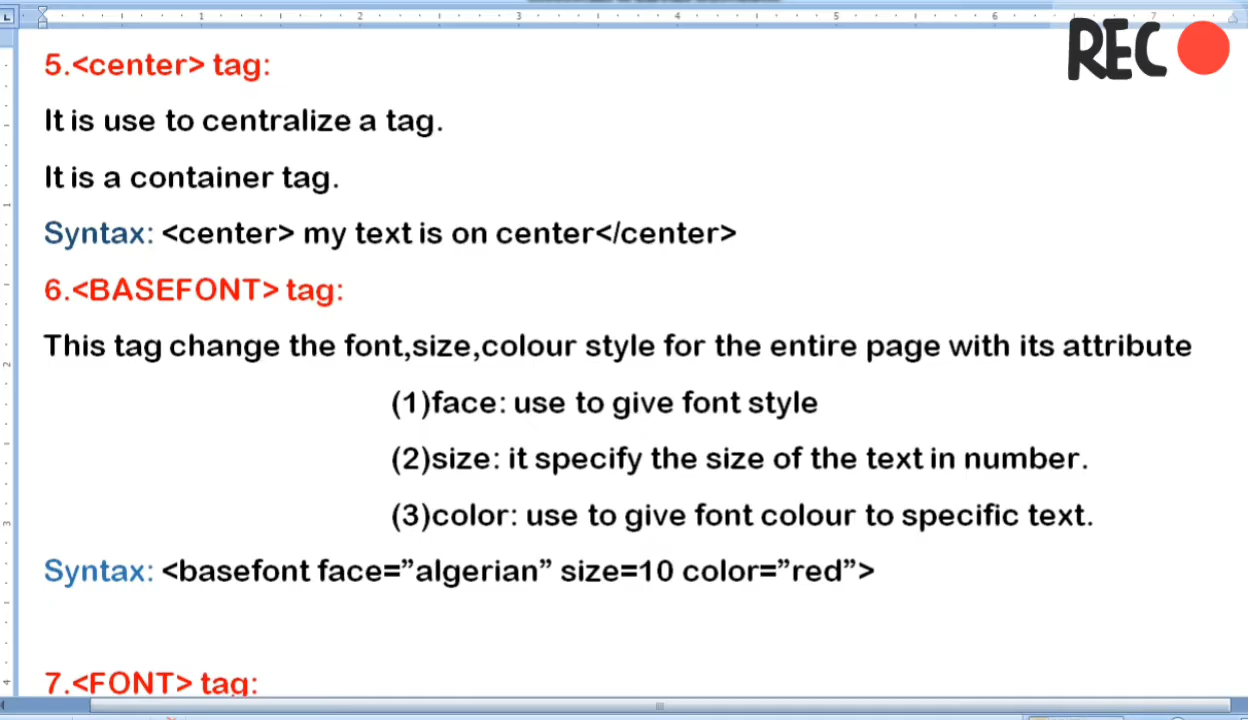 REC
5.<center> tag:
It is use to centralize a tag.
It is a container tag.
Syntax: <center> my text is on center</center>
6.<BASEFONT> tag:
This tag change the font,size,colour style for the entire page with its attribute
(1)face: use to give font style
(2)size: it specify the size of the text in number.
(3)color: use to give font colour to specific text.
Syntax: <basefont face=”algerian” size=10 color=”red”>
7.<FONT> tag: